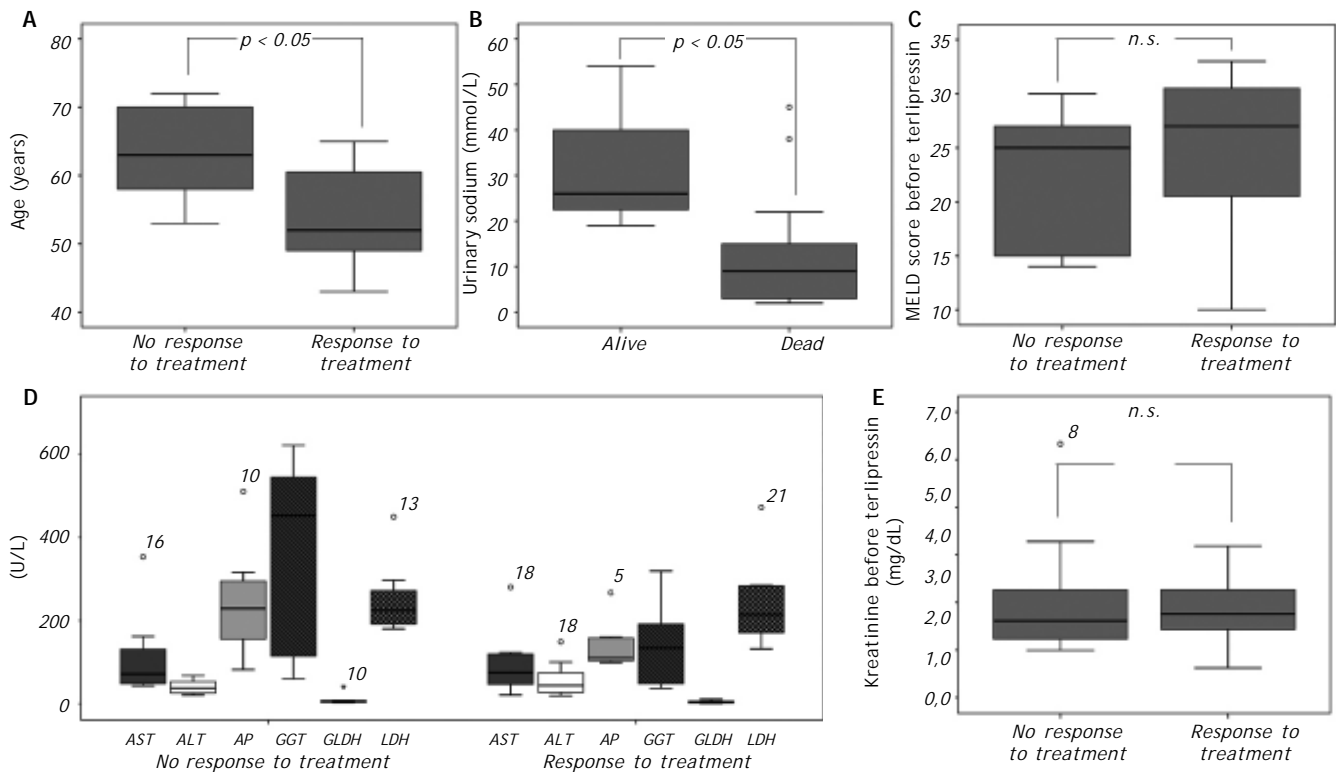 A
80
70
60
50
40
Age (years)
p < 0.05
No response
to treatment
Response to
treatment
B
60
50
40
30
20
10
0
Urinary sodium (mmol/L)
p < 0.05
Alive
Dead
C
35
30
25
20
15
10
MELD score before terlipressin
n.s.
No response
to treatment
Response to
treatment
D
600
400
200
0
(U/L)
16
10
10
13
18
18
5
21
AST ALT AP GGT GLDH LDH
No response to treatment
AST ALT AP GGT GLDH LDH
Response to treatment
E
7,0
6,0
5,0
4,0
3,0
2,0
1,0
0,0
Kreatinine before terlipressin
(mg/dL)
8
n.s.
No response
to treatment
Response to
treatment